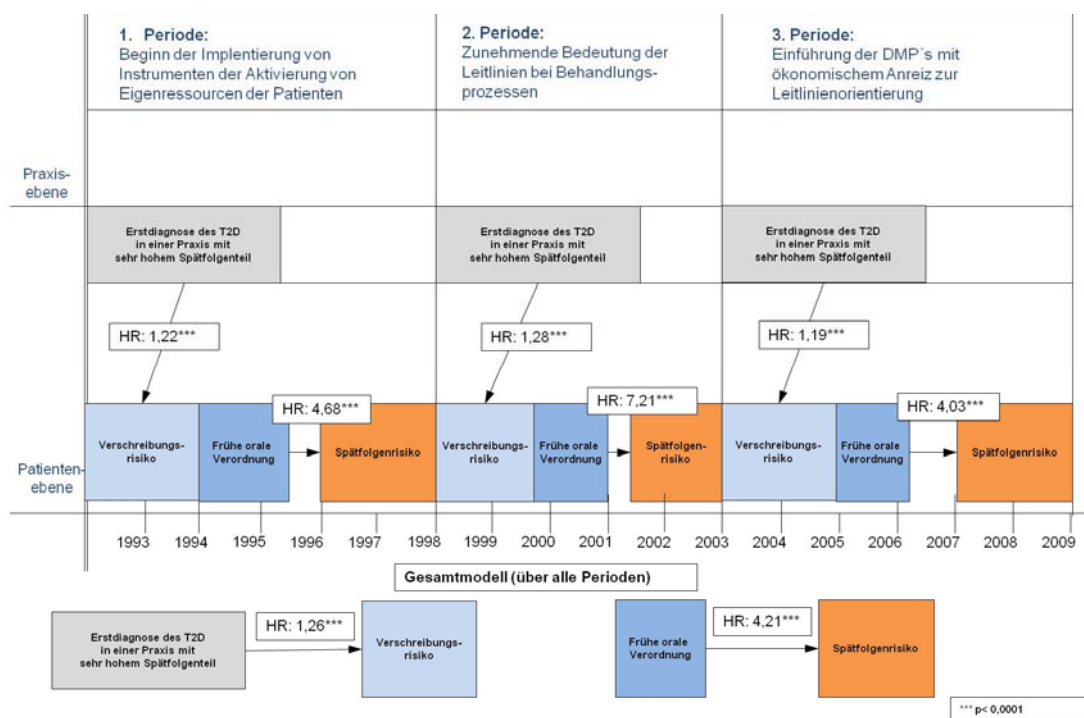 1. Periode:
Beginn der Implentierung von
Instrumenten der Aktivierung von
Eigenressourcen der Patienten
2. Periode:
Zunehmende Bedeutung der
Leitlinien bei Behandlungs-
prozessen
3. Periode:
Einführung der DMP´s mit
ökonomischem Anreiz zur
Leitlinienorientierung
Praxis-
ebene
Erstdiagnose des T2D
in einer Praxis mit
sehr hohem Spätfolgenteil
Erstdiagnose des T2D
in einer Praxis mit
sehr hohem Spätfolgenteil
Erstdiagnose des T2D
in einer Praxis mit
sehr hohem Spätfolgenteil
HR: 1,22***
HR: 1,28***
HR: 1,19***
HR: 4,68***
HR: 7,21***
HR: 4,03***
Patienten-
ebene
Verschreibungs-
risiko
Frühe orale
Verordnung
Spätfolgenrisiko
Verschreibungs-
risiko
Frühe orale
Verordnung
Spätfolgen-
risiko
Verschreibungs-
risiko
Frühe orale
Verordnung
Spätfolgenrisiko
1993 1994 1995 1996 1997 1998 1999 2000 2001 2002 2003 2004 2005 2006 2007 2008 2009
Gesamtmodell (über alle Perioden)
Erstdiagnose des T2D
in einer Praxis mit
sehr hohem Spätfolgenteil
HR: 1,26***
Verschreibungs-
risiko
Frühe orale
Verordnung
HR: 4,21***
Spätfolgenrisiko
*** p< 0,0001